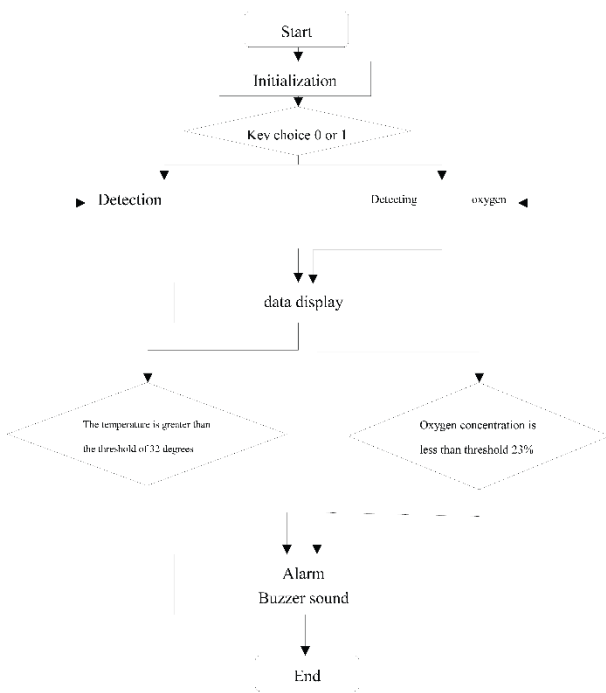 Start
Initialization
Key choice 0 or 1
Detection
Detecting oxygen
data display
The temperature is greater than
the threshold of 32 degrees
Oxygen concentration is
less than threshold 23%
Alarm
Buzzer sound
End